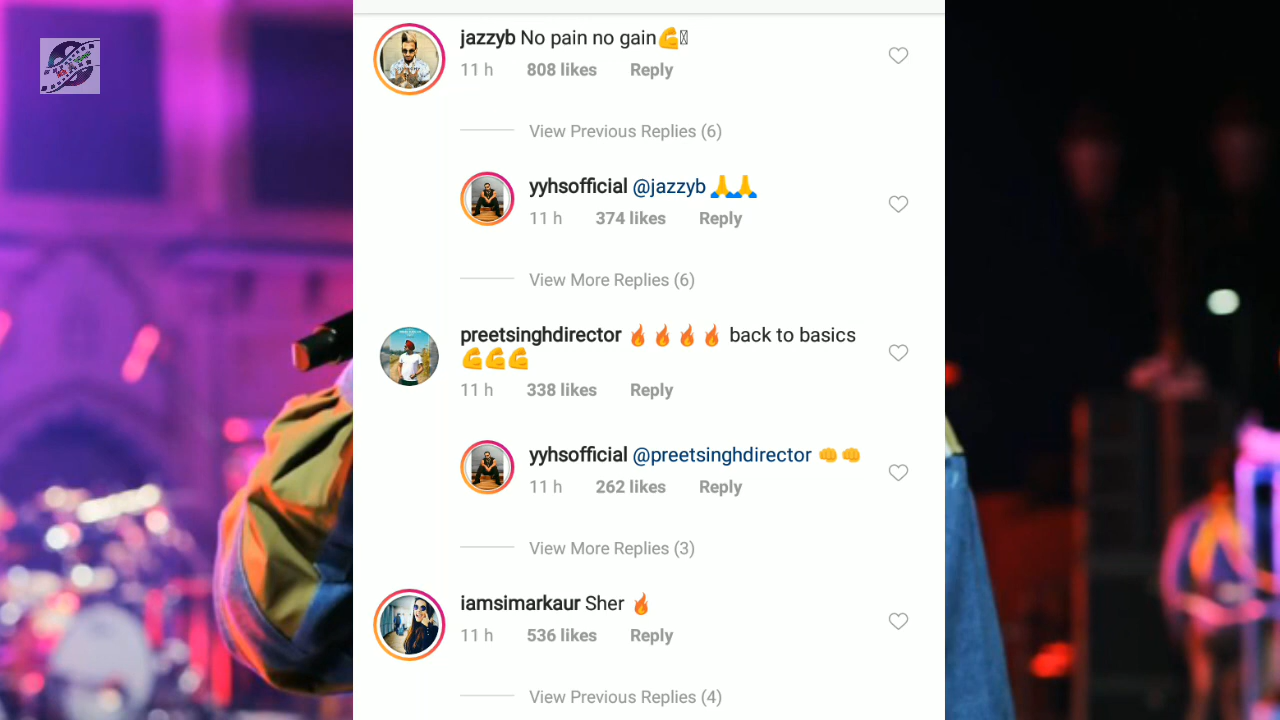 jazzyb No pain no gain💪
11 h 808 likes Reply
View Previous Replies (6)
yyhsofficial @jazzyb 🙏🙏
11 h 374 likes Reply
View More Replies (6)
preetsinghdirector 🔥🔥🔥🔥 back to basics
💪💪💪
11 h 338 likes Reply
yyhsofficial @preetsinghdirector 👊👊
11 h 262 likes Reply
View More Replies (3)
iamsimarkaur Sher 🔥
11 h 536 likes Reply
View Previous Replies (4)